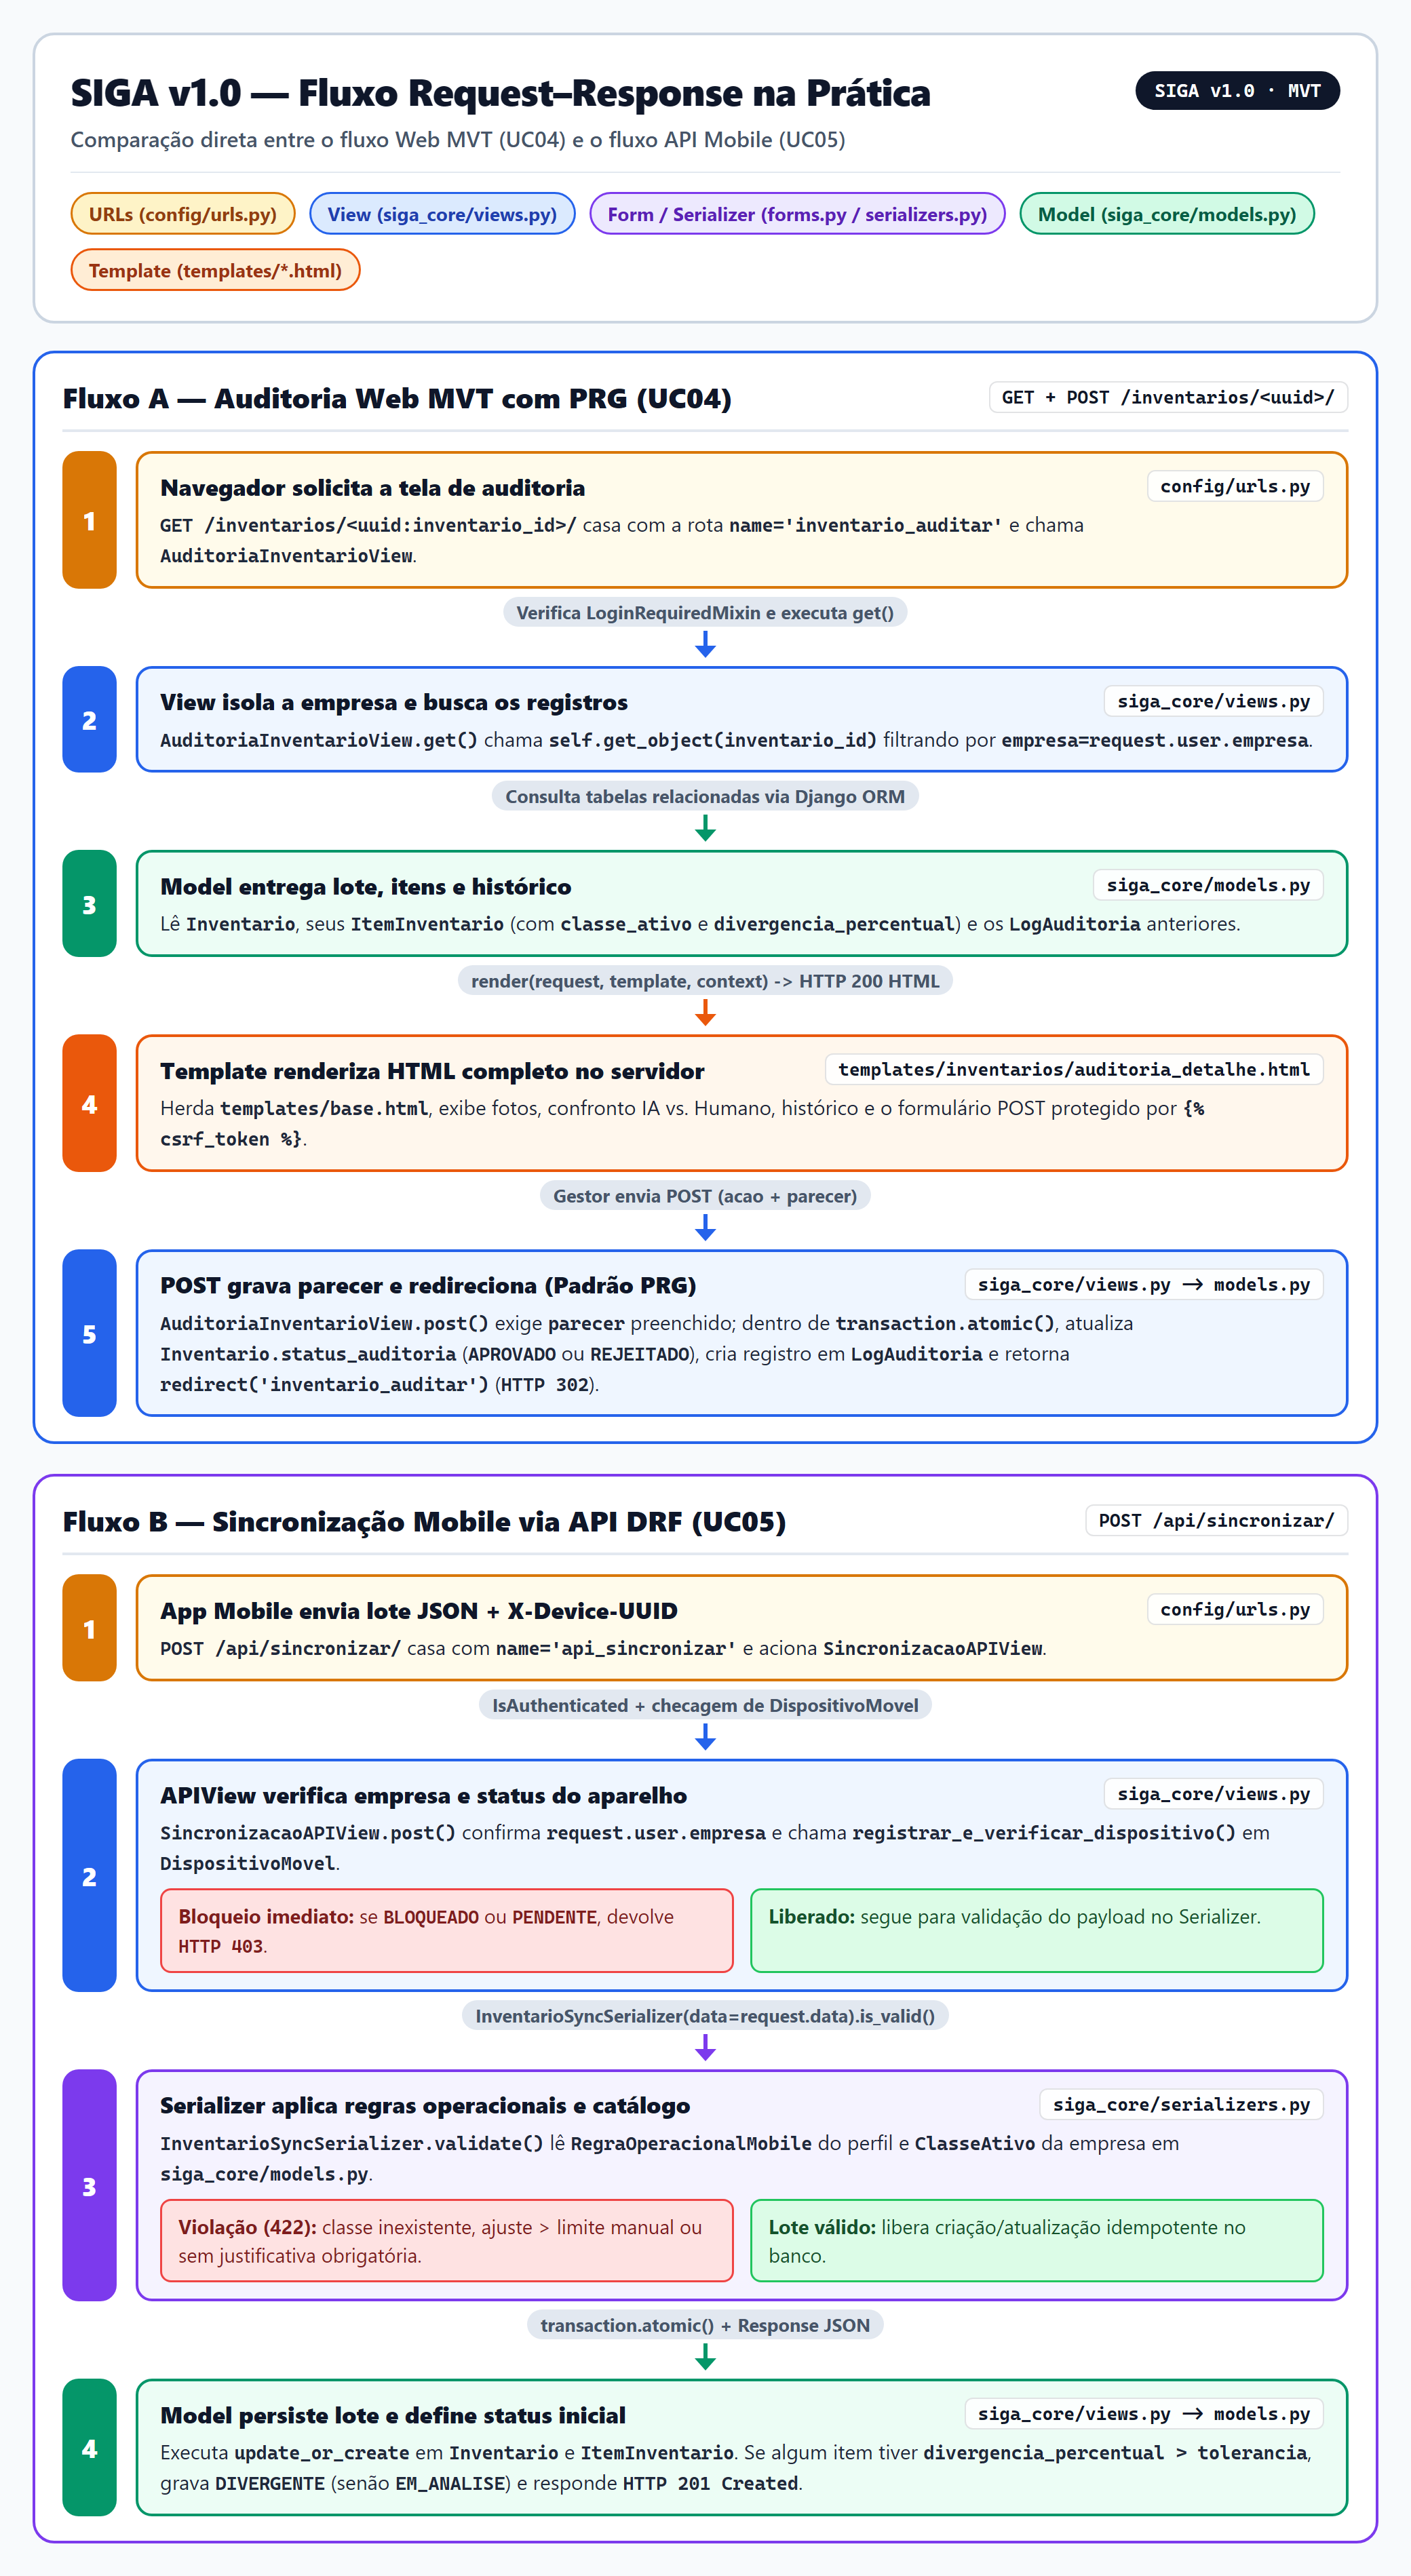 SIGA v1.0 — Fluxo Request–Response na Prática
SIGA v1.0 · MVT
Comparação direta entre o fluxo Web MVT (UC04) e o fluxo API Mobile (UC05)
URLs (config/urls.py)
View (siga_core/views.py)
Form / Serializer (forms.py / serializers.py)
Model (siga_core/models.py)
Template (templates/*.html)
Fluxo A — Auditoria Web MVT com PRG (UC04)
GET + POST /inventarios/<uuid>/
1
Navegador solicita a tela de auditoria
config/urls.py
GET /inventarios/<uuid:inventario_id>/ casa com a rota name='inventario_auditar' e chama
AuditoriaInventarioView.
Verifica LoginRequiredMixin e executa get()
2
View isola a empresa e busca os registros
siga_core/views.py
AuditoriaInventarioView.get() chama self.get_object(inventario_id) filtrando por empresa=request.user.empresa.
Consulta tabelas relacionadas via Django ORM
3
Model entrega lote, itens e histórico
siga_core/models.py
Lê Inventario, seus ItemInventario (com classe_ativo e divergencia_percentual) e os LogAuditoria anteriores.
render(request, template, context) -> HTTP 200 HTML
4
Template renderiza HTML completo no servidor
templates/inventarios/auditoria_detalhe.html
Herda templates/base.html, exibe fotos, confronto IA vs. Humano, histórico e o formulário POST protegido por {%
csrf_token %}.
Gestor envia POST (acao + parecer)
5
POST grava parecer e redireciona (Padrão PRG)
siga_core/views.py → models.py
AuditoriaInventarioView.post() exige parecer preenchido; dentro de transaction.atomic(), atualiza
Inventario.status_auditoria (APROVADO ou REJEITADO), cria registro em LogAuditoria e retorna
redirect('inventario_auditar') (HTTP 302).
Fluxo B — Sincronização Mobile via API DRF (UC05)
POST /api/sincronizar/
1
App Mobile envia lote JSON + X-Device-UUID
config/urls.py
POST /api/sincronizar/ casa com name='api_sincronizar' e aciona SincronizacaoAPIView.
IsAuthenticated + checagem de DispositivoMovel
2
APIView verifica empresa e status do aparelho
siga_core/views.py
SincronizacaoAPIView.post() confirma request.user.empresa e chama registrar_e_verificar_dispositivo() em
DispositivoMovel.
Bloqueio imediato: se BLOQUEADO ou PENDENTE, devolve
HTTP 403.
Liberado: segue para validação do payload no Serializer.
InventarioSyncSerializer(data=request.data).is_valid()
3
Serializer aplica regras operacionais e catálogo
siga_core/serializers.py
InventarioSyncSerializer.validate() lê RegraOperacionalMobile do perfil e ClasseAtivo da empresa em
siga_core/models.py.
Violação (422): classe inexistente, ajuste > limite manual ou
sem justificativa obrigatória.
Lote válido: libera criação/atualização idempotente no
banco.
transaction.atomic() + Response JSON
4
Model persiste lote e define status inicial
siga_core/views.py → models.py
Executa update_or_create em Inventario e ItemInventario. Se algum item tiver divergencia_percentual > tolerancia,
grava DIVERGENTE (senão EM_ANALISE) e responde HTTP 201 Created.